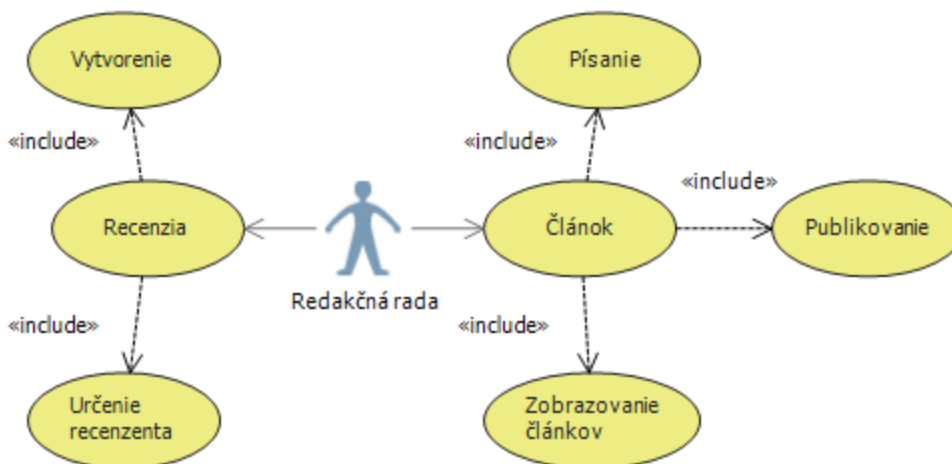 Vytvorenie
Písanie
«include»
«include»
«include»
Recenzia
Článok
Publikovanie
Redakčná rada
«include»
«include»
Určenie
recenzenta
Zobrazovanie
článkov